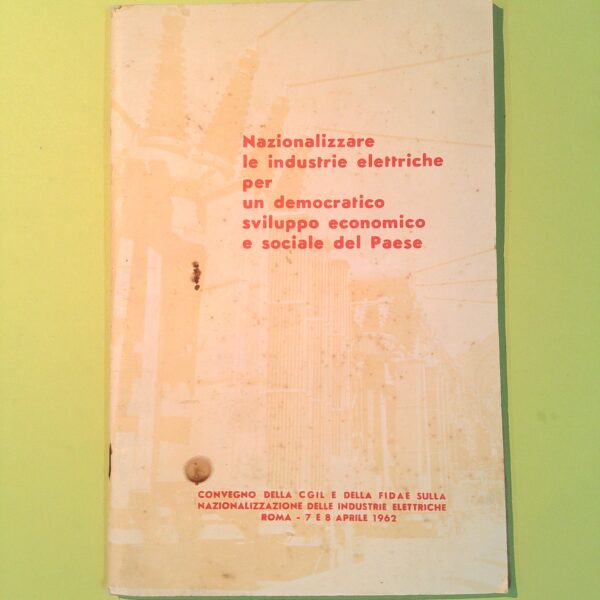 Nazionalizzare
le industrie elettriche
per
un democratico
sviluppo economico
e sociale del Paese
CONVEGNO DELLA CGIL E DELLA FIDAE SULLA
NAZIONALIZZAZIONE DELLE INDUSTRIE ELETTRICHE
ROMA - 7 E 8 APRILE 1962